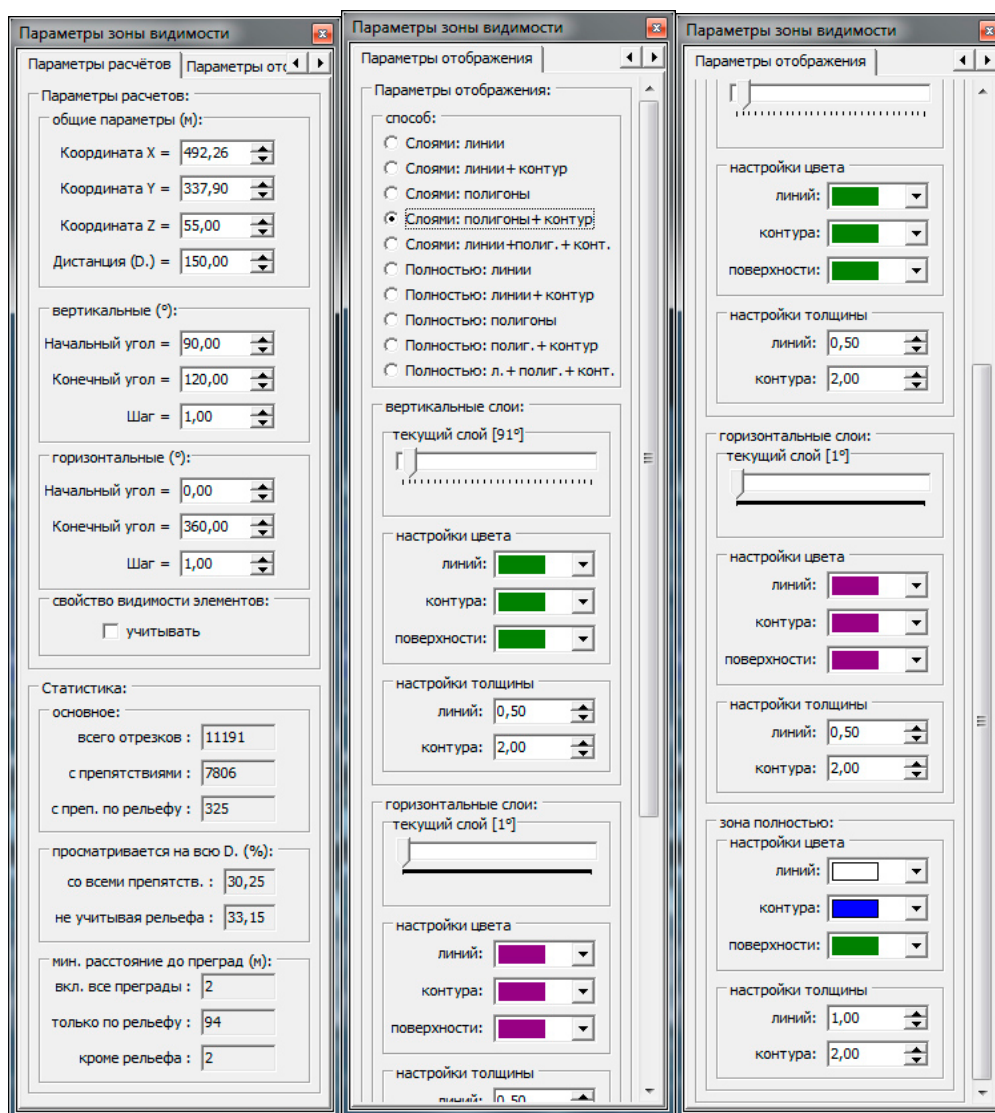 Параметры зоны видимости
Параметры расчётов
Параметры ото
Параметры расчетов:
общие параметры (м):
Координата X = 492,26
Координата Y = 337,90
Координата Z = 55,00
Дистанция (D.) = 150,00
вертикальные (°):
Начальный угол = 90,00
Конечный угол = 120,00
Шаг = 1,00
горизонтальные (°):
Начальный угол = 0,00
Конечный угол = 360,00
Шаг = 1,00
свойство видимости элементов:
учитывать
Статистика:
основное:
всего отрезков : 11191
с препятствиями : 7806
с преп. по рельефу : 325
просматривается на всю D. (%):
со всеми препятств. : 30,25
не учитывая рельефа : 33,15
мин. расстояние до преград (м):
вкл. все преграды : 2
только по рельефу : 94
кроме рельефа : 2
Параметры зоны видимости
Параметры отображения
Параметры отображения:
способ:
Слоями: линии
Слоями: линии+ контур
Слоями: полигоны
Слоями: полигоны+ контур
Слоями: линии+полиг.+ конт.
Полностью: линии
Полностью: линии+ контур
Полностью: полигоны
Полностью: полиг.+ контур
Полностью: л.+ полиг.+ конт.
вертикальные слои:
текущий слой [91°]
настройки цвета
линий:
контура:
поверхности:
настройки толщины
линий: 0,50
контура: 2,00
горизонтальные слои:
текущий слой [1°]
настройки цвета
линий:
контура:
поверхности:
настройки толщины
линий: 0,50
Параметры зоны видимости
Параметры отображения
настройки цвета
линий:
контура:
поверхности:
настройки толщины
линий: 0,50
контура: 2,00
горизонтальные слои:
текущий слой [1°]
настройки цвета
линий:
контура:
поверхности:
настройки толщины
линий: 0,50
контура: 2,00
зона полностью:
настройки цвета
линий:
контура:
поверхности:
настройки толщины
линий: 1,00
контура: 2,00